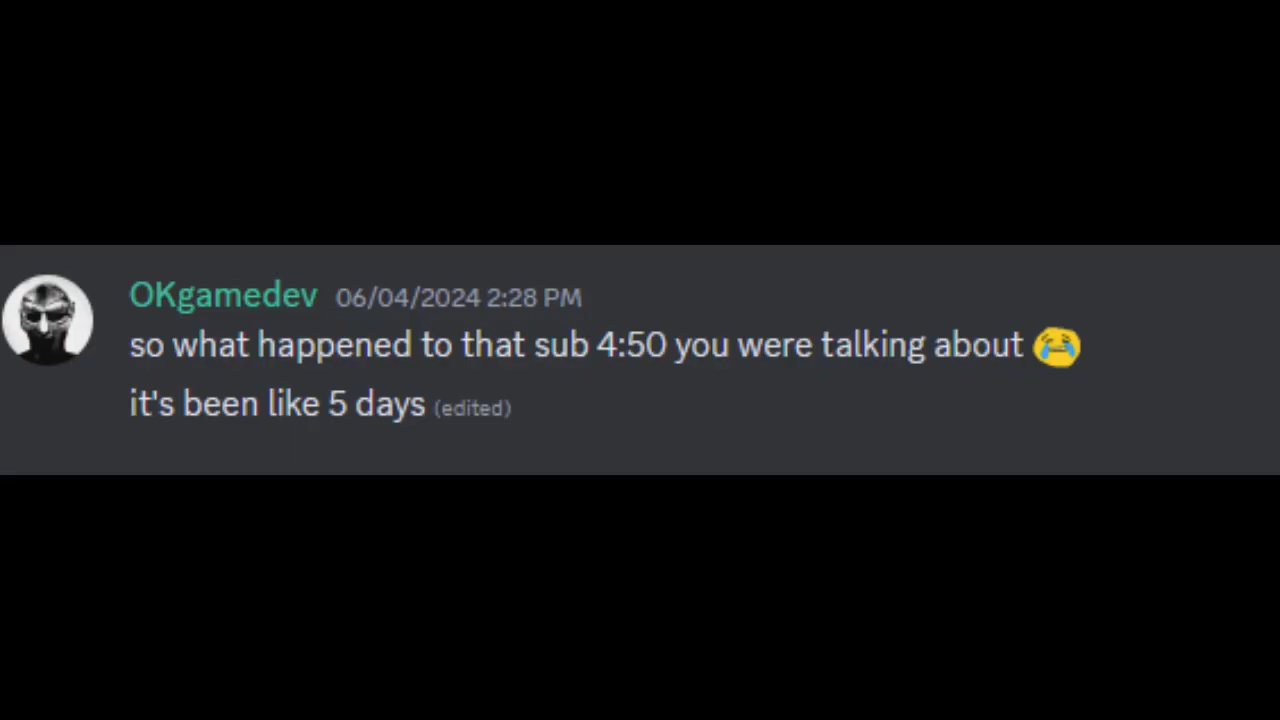 OKgamedev 06/04/2024 2:28 PM
so what happened to that sub 4:50 you were talking about 😭
it's been like 5 days (edited)